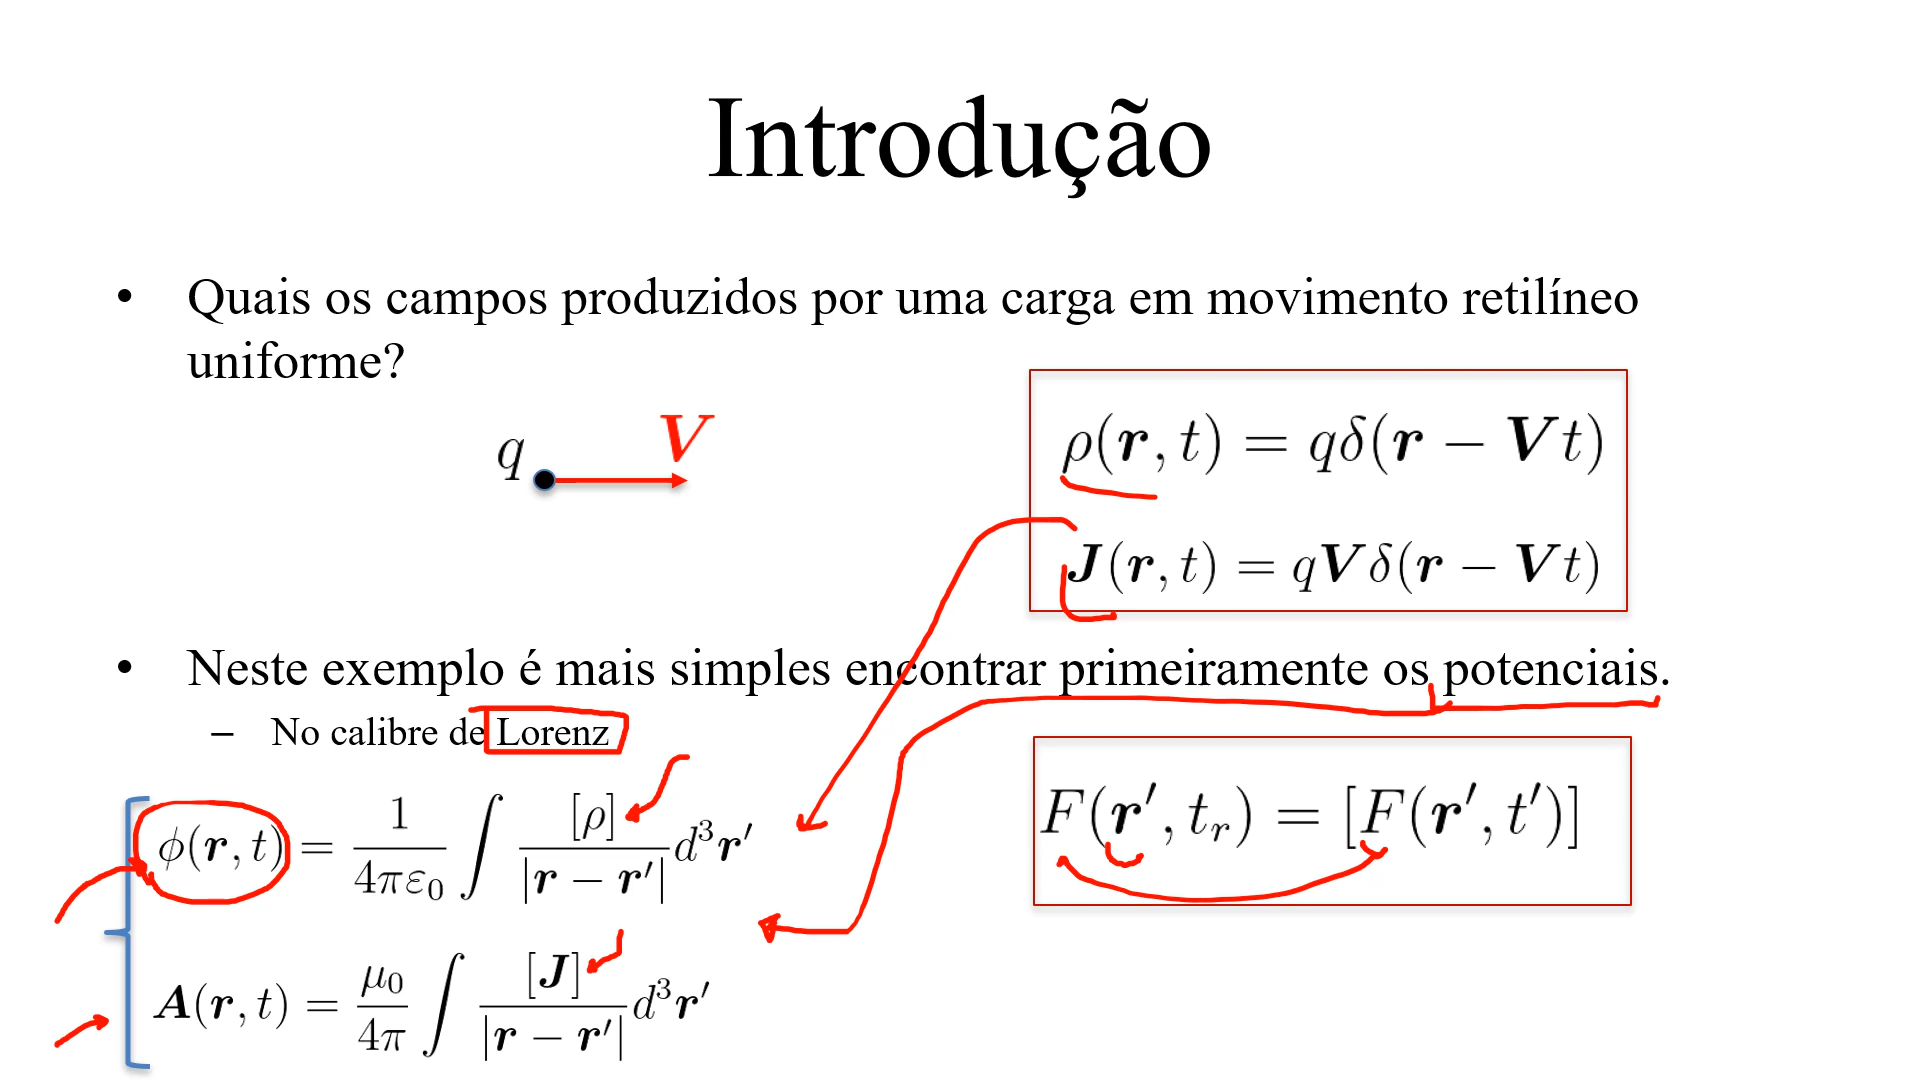 Introdução
• Quais os campos produzidos por uma carga em movimento retilíneo
uniforme?
q V
ρ(r, t) = qδ(r − Vt)
J(r, t) = qVδ(r − Vt)
• Neste exemplo é mais simples encontrar primeiramente os potenciais.
– No calibre de Lorenz
ϕ(r, t) = 1/4πε₀ ∫ [ρ]/|r − r′| d³r′
F(r′, tᵣ) = [F(r′, t′)]
A(r, t) = μ₀/4π ∫ [J]/|r − r′| d³r′